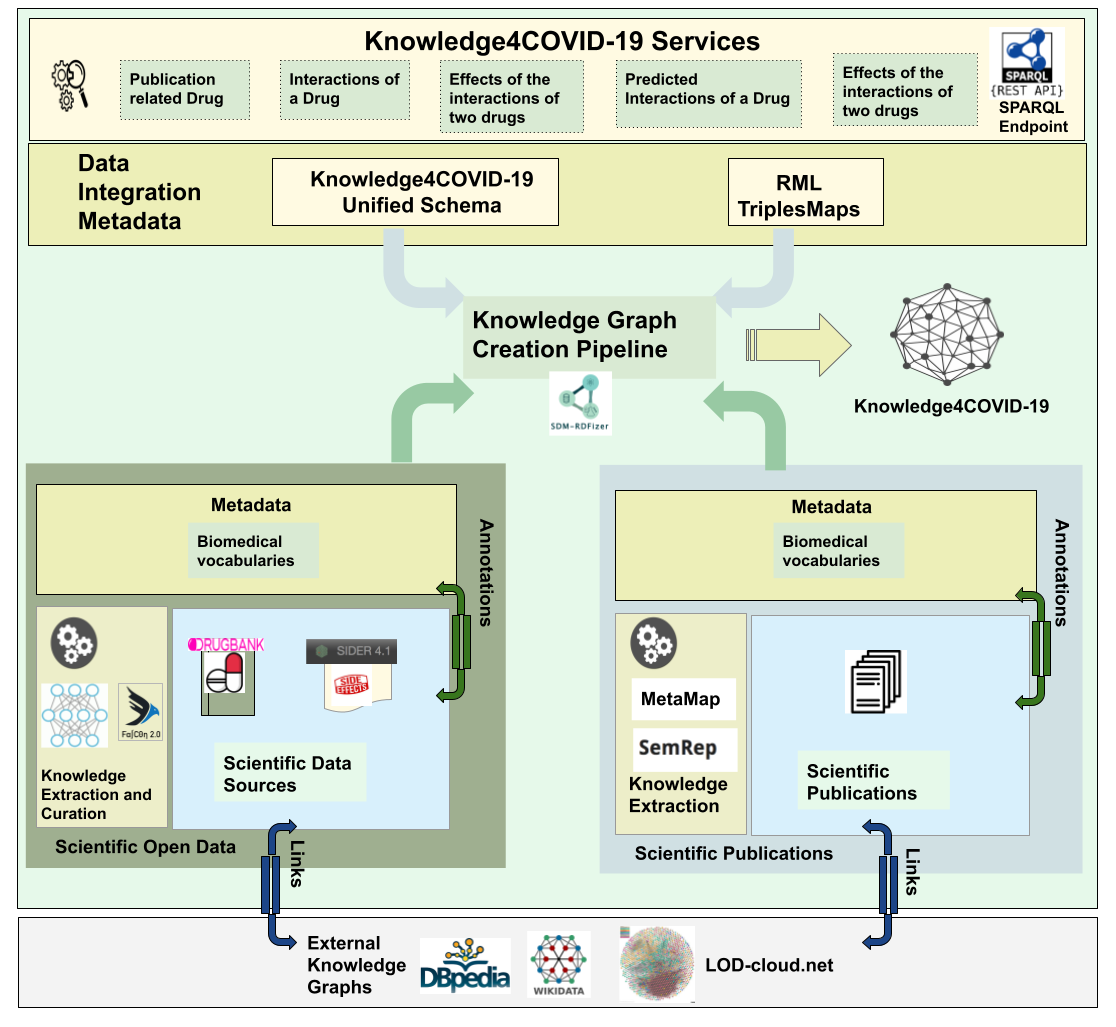 Knowledge4COVID-19 Services
Publication
related Drug
Interactions of
a Drug
Effects of the
interactions of
two drugs
Predicted
Interactions of a Drug
Effects of the
interactions of
two drugs
SPARQL
{REST API}
SPARQL
Endpoint
Data
Integration
Metadata
Knowledge4COVID-19
Unified Schema
RML
TriplesMaps
Knowledge Graph
Creation Pipeline
SDM-RDFizer
Knowledge4COVID-19
Metadata
Biomedical
vocabularies
Annotations
DRUGBANK
SIDER 4.1
SIDE
EFFECTS
Fa|Cθη 2.0
Knowledge
Extraction and
Curation
Scientific Data
Sources
Scientific Open Data
Links
Metadata
Biomedical
vocabularies
Annotations
MetaMap
SemRep
Knowledge
Extraction
Scientific
Publications
Scientific Publications
Links
External
Knowledge
Graphs
DBpedia
WIKIDATA
LOD-cloud.net